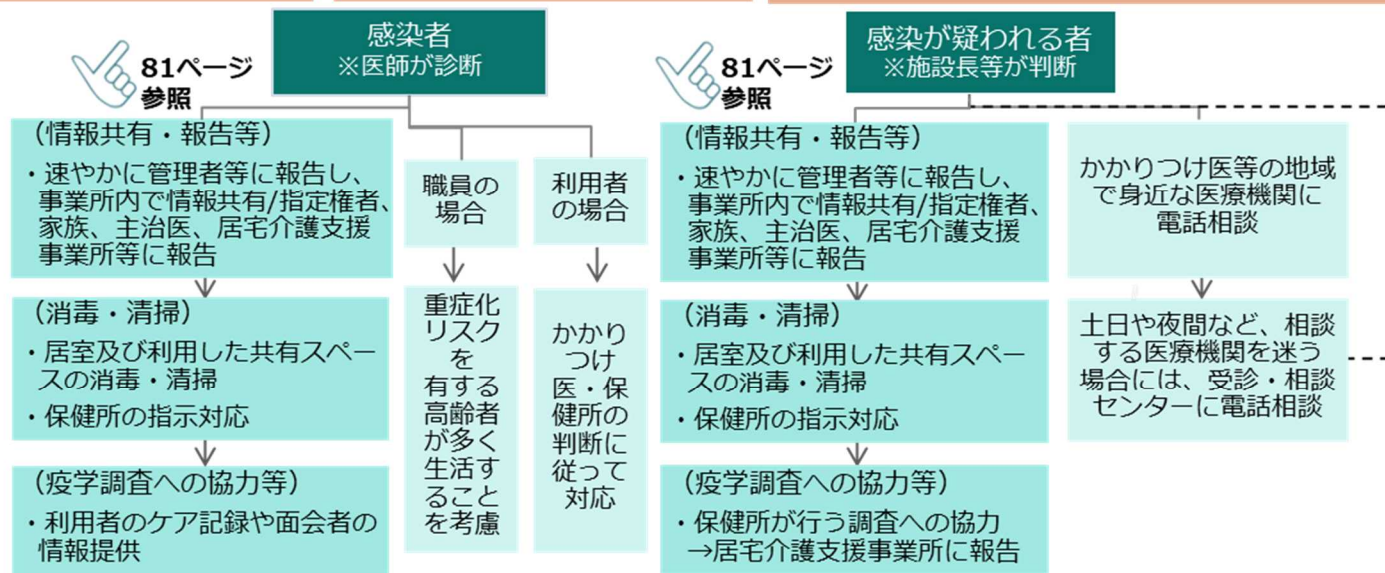 感染者
※医師が診断
81ページ
参照
(情報共有・報告等)
・速やかに管理者等に報告し、
事業所内で情報共有/指定権者、
家族、主治医、居宅介護支援
事業所等に報告
(消毒・清掃)
・居室及び利用した共有スペー
スの消毒・清掃
・保健所の指示対応
(疫学調査への協力等)
・利用者のケア記録や面会者の
情報提供
職員の
場合
重症化
リスク
を
有する
高齢者
が多く
生活す
ること
を考慮
利用者
の場合
かかり
つけ
医・保
健所の
判断に
従って
対応
感染が疑われる者
※施設長等が判断
81ページ
参照
(情報共有・報告等)
・速やかに管理者等に報告し、
事業所内で情報共有/指定権者、
家族、主治医、居宅介護支援
事業所等に報告
(消毒・清掃)
・居室及び利用した共有スペー
スの消毒・清掃
・保健所の指示対応
(疫学調査への協力等)
・保健所が行う調査への協力
→居宅介護支援事業所に報告
かかりつけ医等の地域
で身近な医療機関に
電話相談
土日や夜間など、相談
する医療機関を迷う
場合には、受診・相談
センターに電話相談